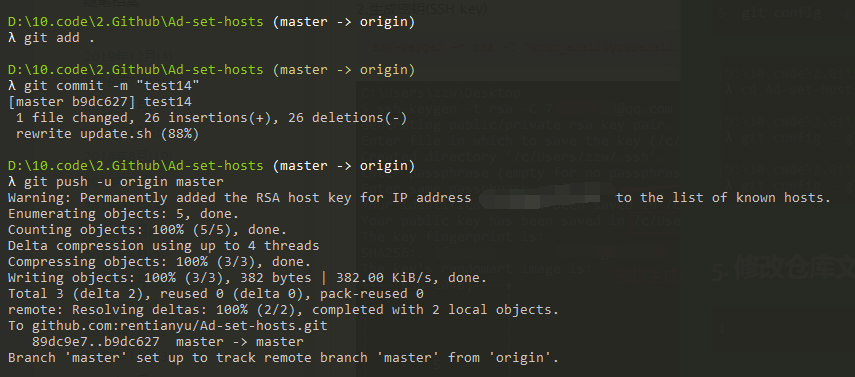 D:\10.code\2.Github\Ad-set-hosts (master -> origin)
λ git add .
D:\10.code\2.Github\Ad-set-hosts (master -> origin)
λ git commit -m "test14"
[master b9dc627] test14
1 file changed, 26 insertions(+), 26 deletions(-)
rewrite update.sh (88%)
D:\10.code\2.Github\Ad-set-hosts (master -> origin)
λ git push -u origin master
Warning: Permanently added the RSA host key for IP address to the list of known hosts.
Enumerating objects: 5, done.
Counting objects: 100% (5/5), done.
Delta compression using up to 4 threads
Compressing objects: 100% (3/3), done.
Writing objects: 100% (3/3), 382 bytes | 382.00 KiB/s, done.
Total 3 (delta 2), reused 0 (delta 0), pack-reused 0
remote: Resolving deltas: 100% (2/2), completed with 2 local objects.
To github.com:rentianyu/Ad-set-hosts.git
89dc9e7..b9dc627  master -> master
Branch 'master' set up to track remote branch 'master' from 'origin'.
5. 修改仓库文